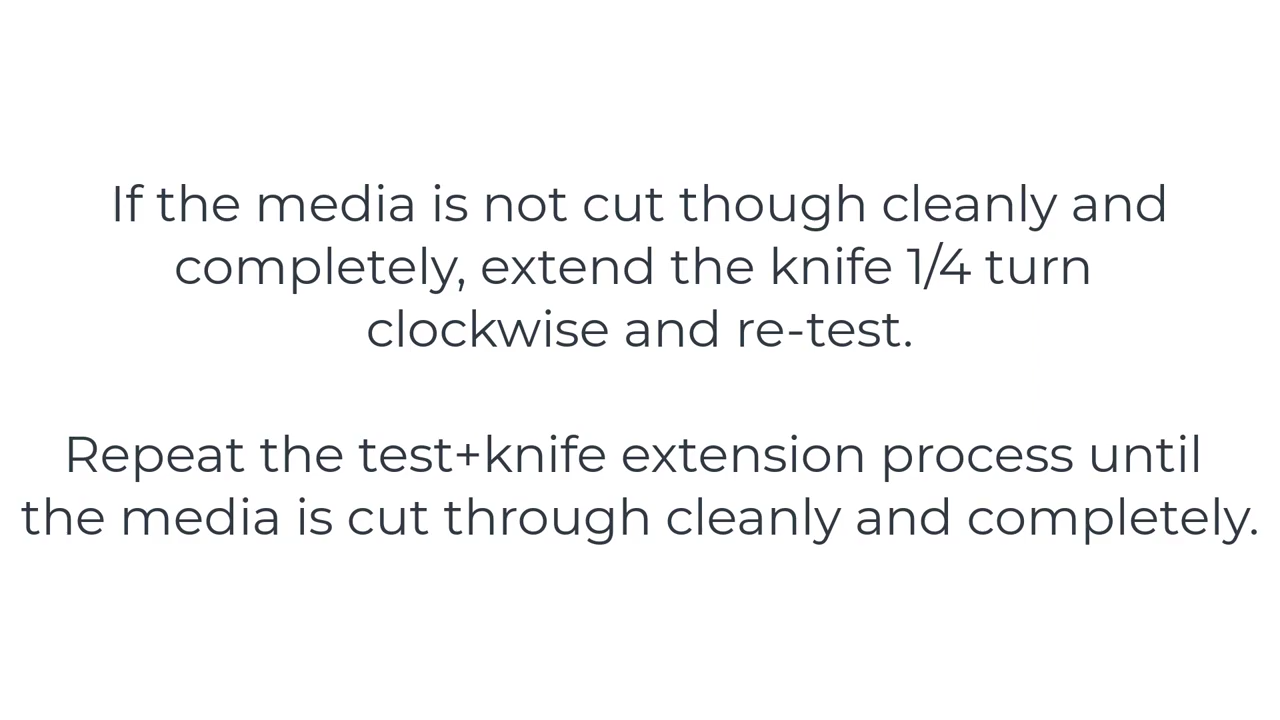 If the media is not cut though cleanly and
completely, extend the knife 1/4 turn
clockwise and re-test.
Repeat the test+knife extension process until
the media is cut through cleanly and completely.